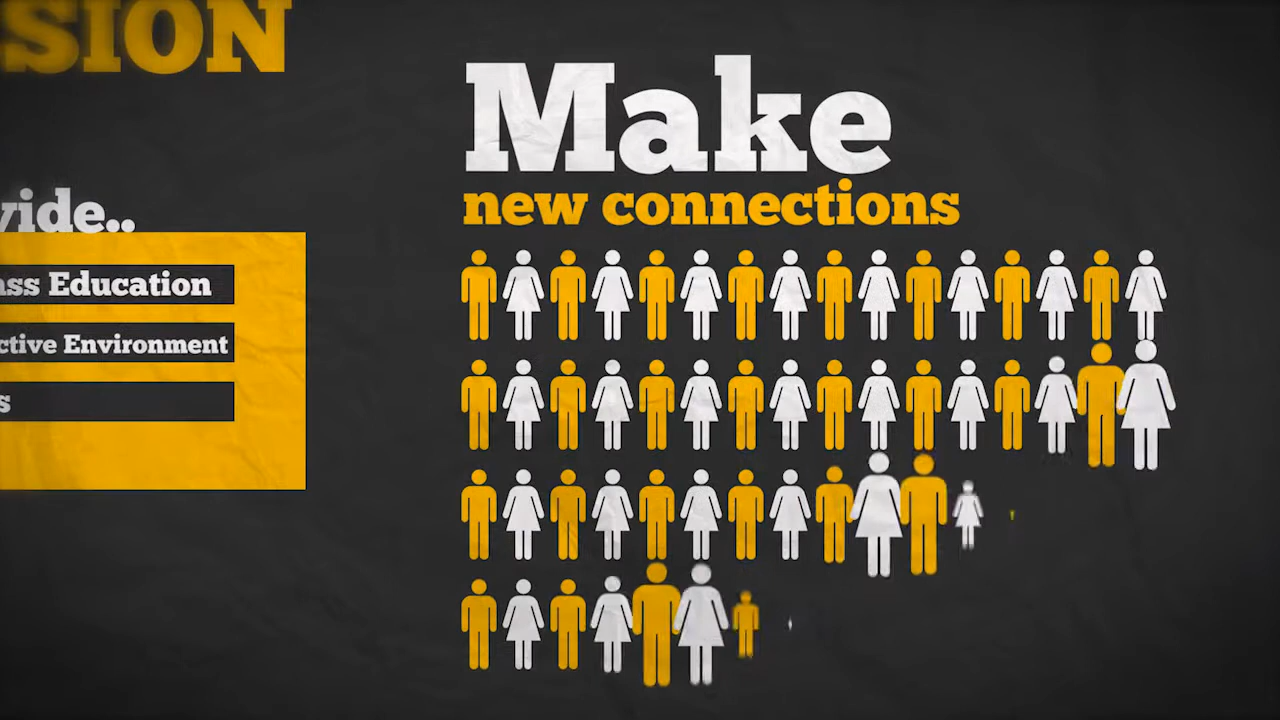 SION
vide..
ass Education
ctive Environment
s
Make
new connections